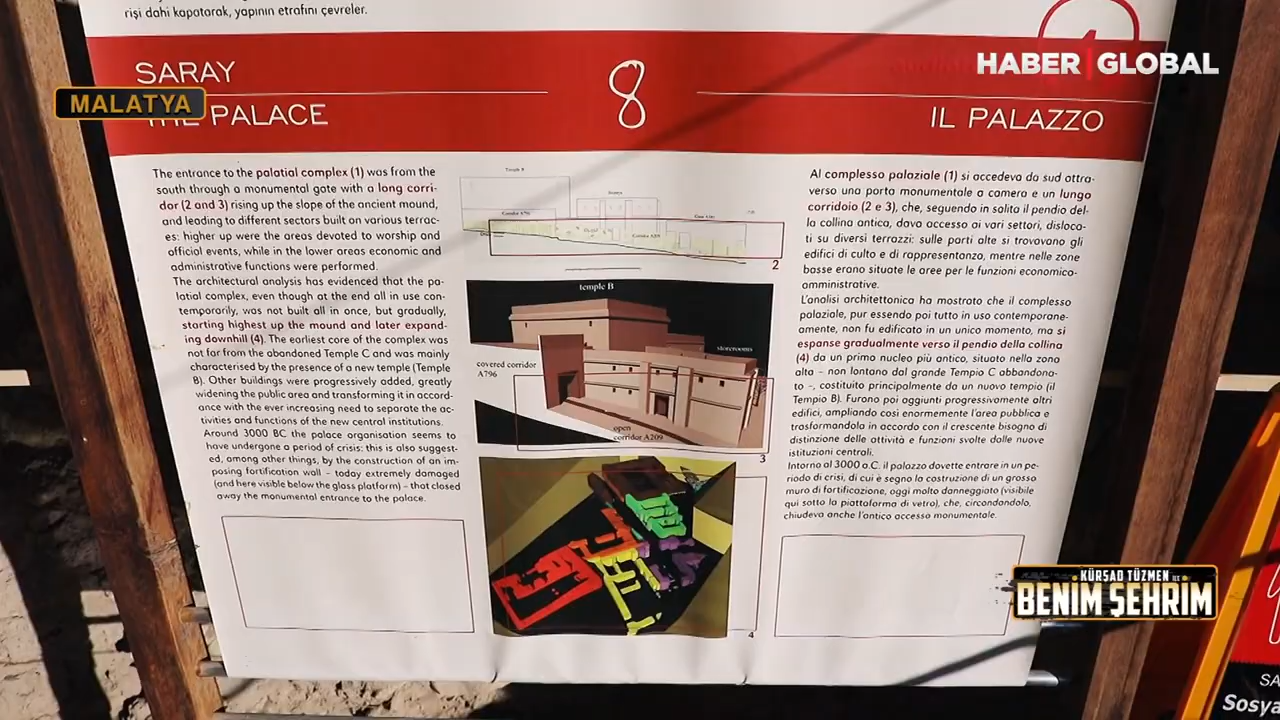 rişi dahi kapatarak, yapının etrafını çevreler.
HABER GLOBAL
SARAY
MALATYA
THE PALACE
8
IL PALAZZO
The entrance to the palatial complex (1) was from the
south through a monumental gate with a long corri-
dor (2 and 3) rising up the slope of the ancient mound,
and leading to different sectors built on various terrac-
es: higher up were the areas devoted to worship and
official events, while in the lower areas economic and
administrative functions were performed.
The architectural analysis has evidenced that the pa-
latial complex, even though at the end all in use con-
temporarily, was not built all in once, but gradually,
starting highest up the mound and later expand-
ing downhill (4). The earliest core of the complex was
not far from the abandoned Temple C and was mainly
characterised by the presence of a new temple (Temple
B). Other buildings were progressively added, greatly
widening the public area and transforming it in accord-
ance with the ever increasing need to separate the ac-
tivities and functions of the new central institutions.
Around 3000 BC the palace organisation seems to
have undergone a period of crisis: this is also suggest-
ed, among other things, by the construction of an im-
posing fortification wall - today extremely damaged
(and here visible below the glass platform) - that closed
away the monumental entrance to the palace.
2
temple B
storerooms
covered corridor
A796
open
corridor A209
3
4
Al complesso palaziale (1) si accedeva da sud attra-
verso una porta monumentale a camera e un lungo
corridoio (2 e 3), che, seguendo in salita il pendio del-
la collina antica, dava accesso ai vari settori, disloca-
ti su diversi terrazzi: sulle parti alte si trovavano gli
edifici di culto e di rappresentanza, mentre nelle zone
basse erano situate le aree per le funzioni economico-
amministrative.
L'analisi architettonica ha mostrato che il complesso
palaziale, pur essendo poi tutto in uso contemporane-
amente, non fu edificato in un unico momento, ma si
espanse gradualmente verso il pendio della collina
(4) da un primo nucleo più antico, situato nella zona
alta - non lontano dal grande Tempio C abbandona-
to -, costituito principalmente da un nuovo tempio (il
Tempio B). Furono poi aggiunti progressivamente altri
edifici, ampliando così enormemente l'area pubblica e
trasformandola in accordo con il crescente bisogno di
distinzione delle attività e funzioni svolte dalle nuove
istituzioni centrali.
Intorno al 3000 a.C. il palazzo dovette entrare in un pe-
riodo di crisi, di cui è segno la costruzione di un grosso
muro di fortificazione, oggi molto danneggiato (visibile
qui sotto la piattaforma di vetro), che, circondandolo,
chiudeva anche l'antico accesso monumentale.
KÜRŞAD TÜZMEN İLE
BENİM ŞEHRİM
SA
Sosya